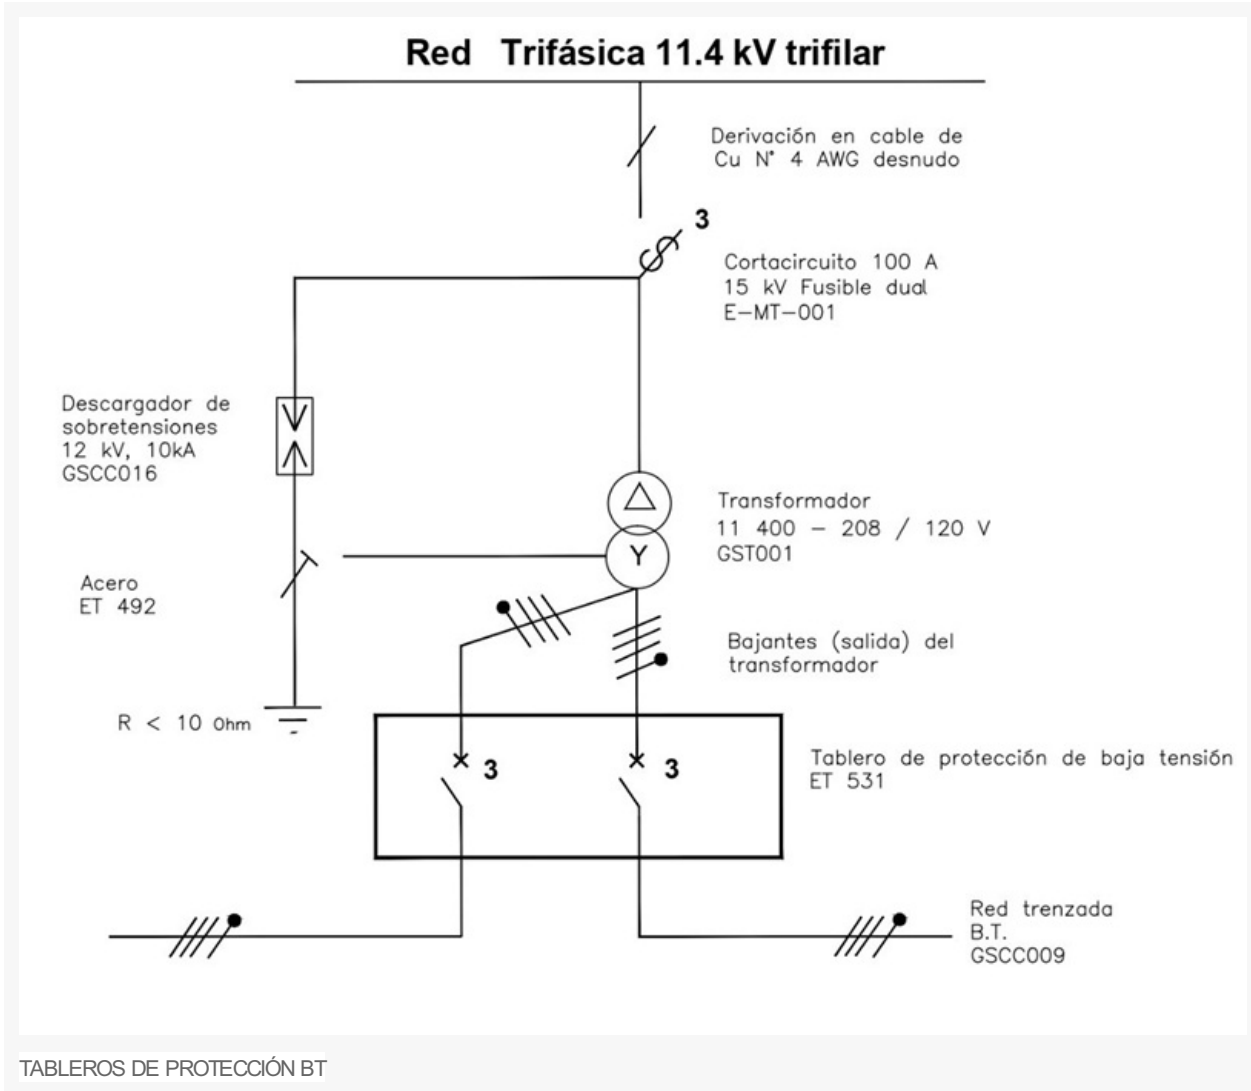 Red Trifásica 11.4 kV trifilar
Derivación en cable de
Cu N° 4 AWG desnudo
3
Cortacircuito 100 A
15 kV Fusible dual
E-MT-001
Descargador de
sobretensiones
12 kV, 10kA
GSCC016
Transformador
11 400 - 208 / 120 V
GST001
Y
Acero
ET 492
Bajantes (salida) del
transformador
R < 10 Ohm
3
3
Tablero de protección de baja tensión
ET 531
Red trenzada
B.T.
GSCC009
TABLEROS DE PROTECCIÓN BT